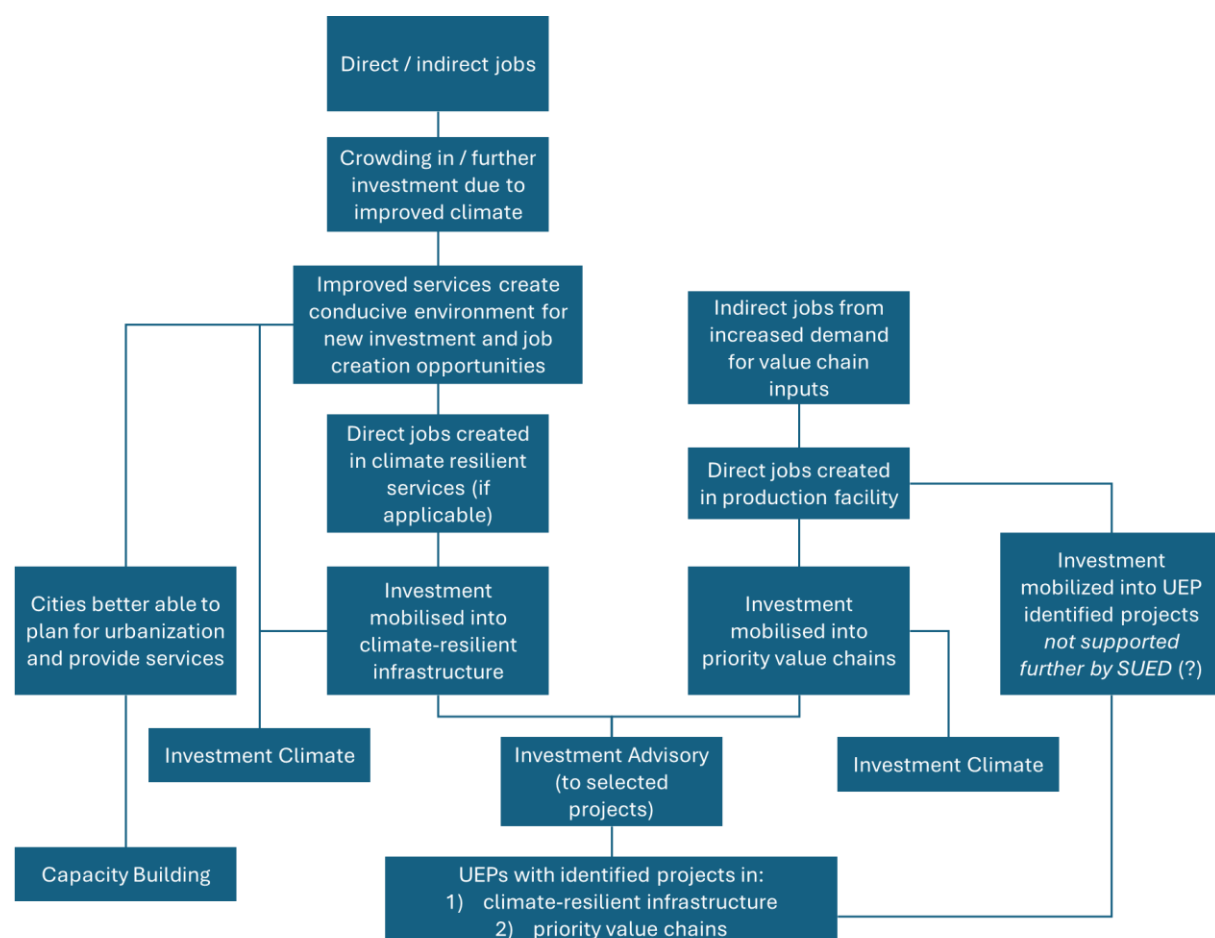 Direct / indirect jobs
Crowding in / further
investment due to
improved climate
Improved services create
conducive environment for
new investment and job
creation opportunities
Indirect jobs from
increased demand
for value chain
inputs
Direct jobs created
in climate resilient
services (if
applicable)
Direct jobs created
in production facility
Cities better able to
plan for urbanization
and provide services
Investment
mobilised into
climate-resilient
infrastructure
Investment
mobilised into
priority value chains
Investment
mobilized into UEP
identified projects
not supported
further by SUED (?)
Investment Climate
Investment Advisory
(to selected
projects)
Investment Climate
Capacity Building
UEPs with identified projects in:
1) climate-resilient infrastructure
2) priority value chains